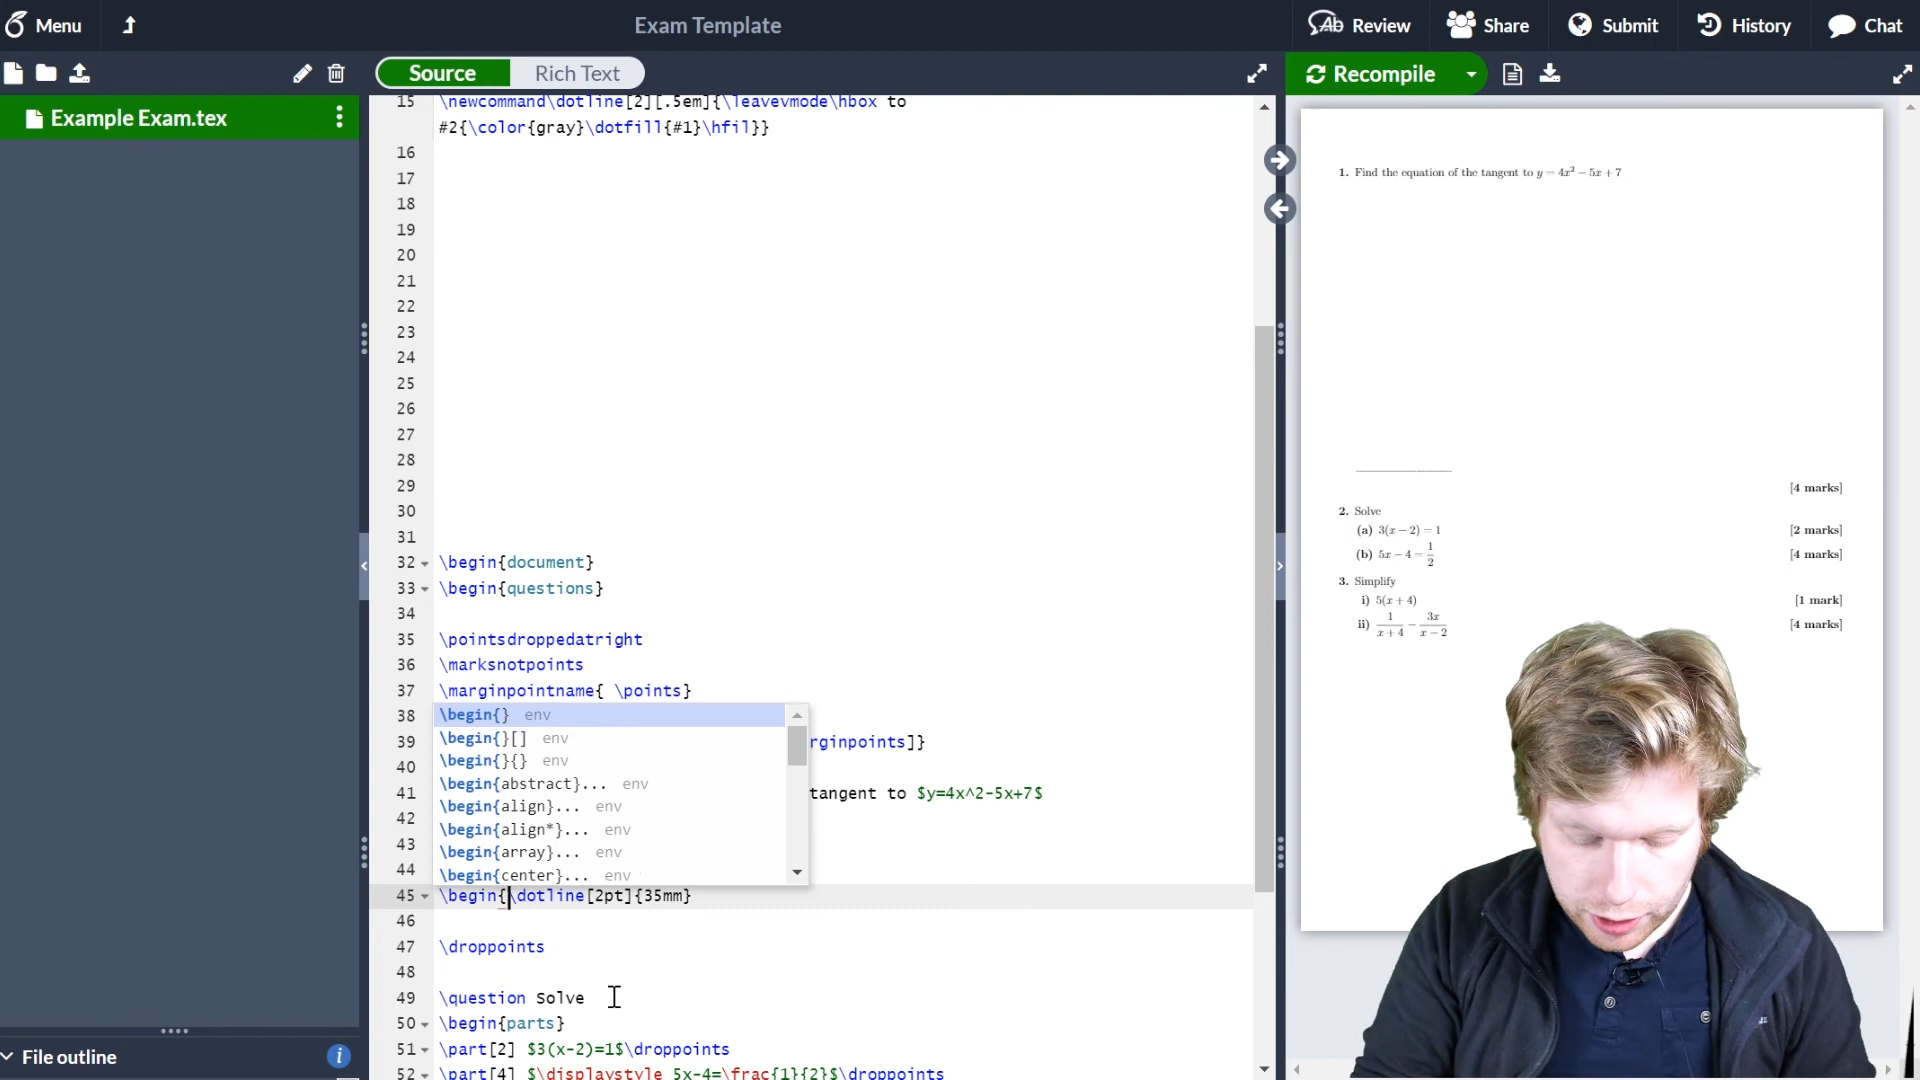 Menu
Exam Template
Review
Share
Submit
History
Chat
Source
Rich Text
Recompile
Example Exam.tex
File outline
15 \newcommand\dotline[2][.5em]{\leavevmode\hbox to
#2{\color{gray}\dotfill{#1}\hfil}}
16
17
18
19
20
21
22
23
24
25
26
27
28
29
30
31
32 \begin{document}
33 \begin{questions}
34
35 \pointsdroppedatright
36 \marksnotpoints
37 \marginpointname{ \points}
38
39 rginpoints]}
40
41 tangent to $y=4x^2-5x+7$
42
43
44
\begin{} env
\begin{}[] env
\begin{}{} env
\begin{abstract}... env
\begin{align}... env
\begin{align*}... env
\begin{array}... env
\begin{center}... env
45 \begin{\dotline[2pt]{35mm}
46
47 \droppoints
48
49 \question Solve
50 \begin{parts}
51 \part[2] $3(x-2)=1$\droppoints
52 \part[4] $\displaystyle 5x-4=\frac{1}{2}$\droppoints
1. Find the equation of the tangent to y = 4x² − 5x + 7
[4 marks]
2. Solve
(a) 3(x − 2) = 1 [2 marks]
(b) 5x − 4 = 1/2 [4 marks]
3. Simplify
i) 5(x + 4) [1 mark]
ii) 1/(x + 4) − 3x/(x − 2) [4 marks]